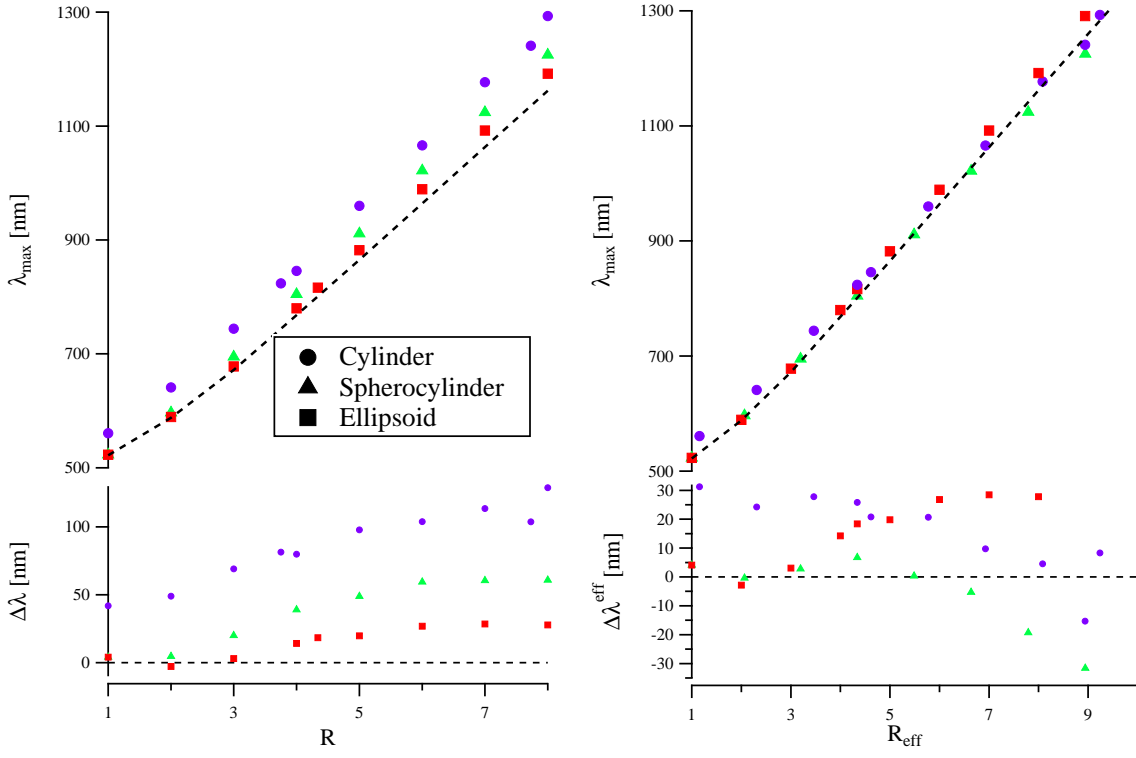 1300
1100
900
700
500
λmax [nm]
Cylinder
Spherocylinder
Ellipsoid
100
50
0
Δλ [nm]
1 3 5 7
R
1300
1100
900
700
500
λmax [nm]
30
20
10
0
-10
-20
-30
Δλeff [nm]
1 3 5 7 9
Reff